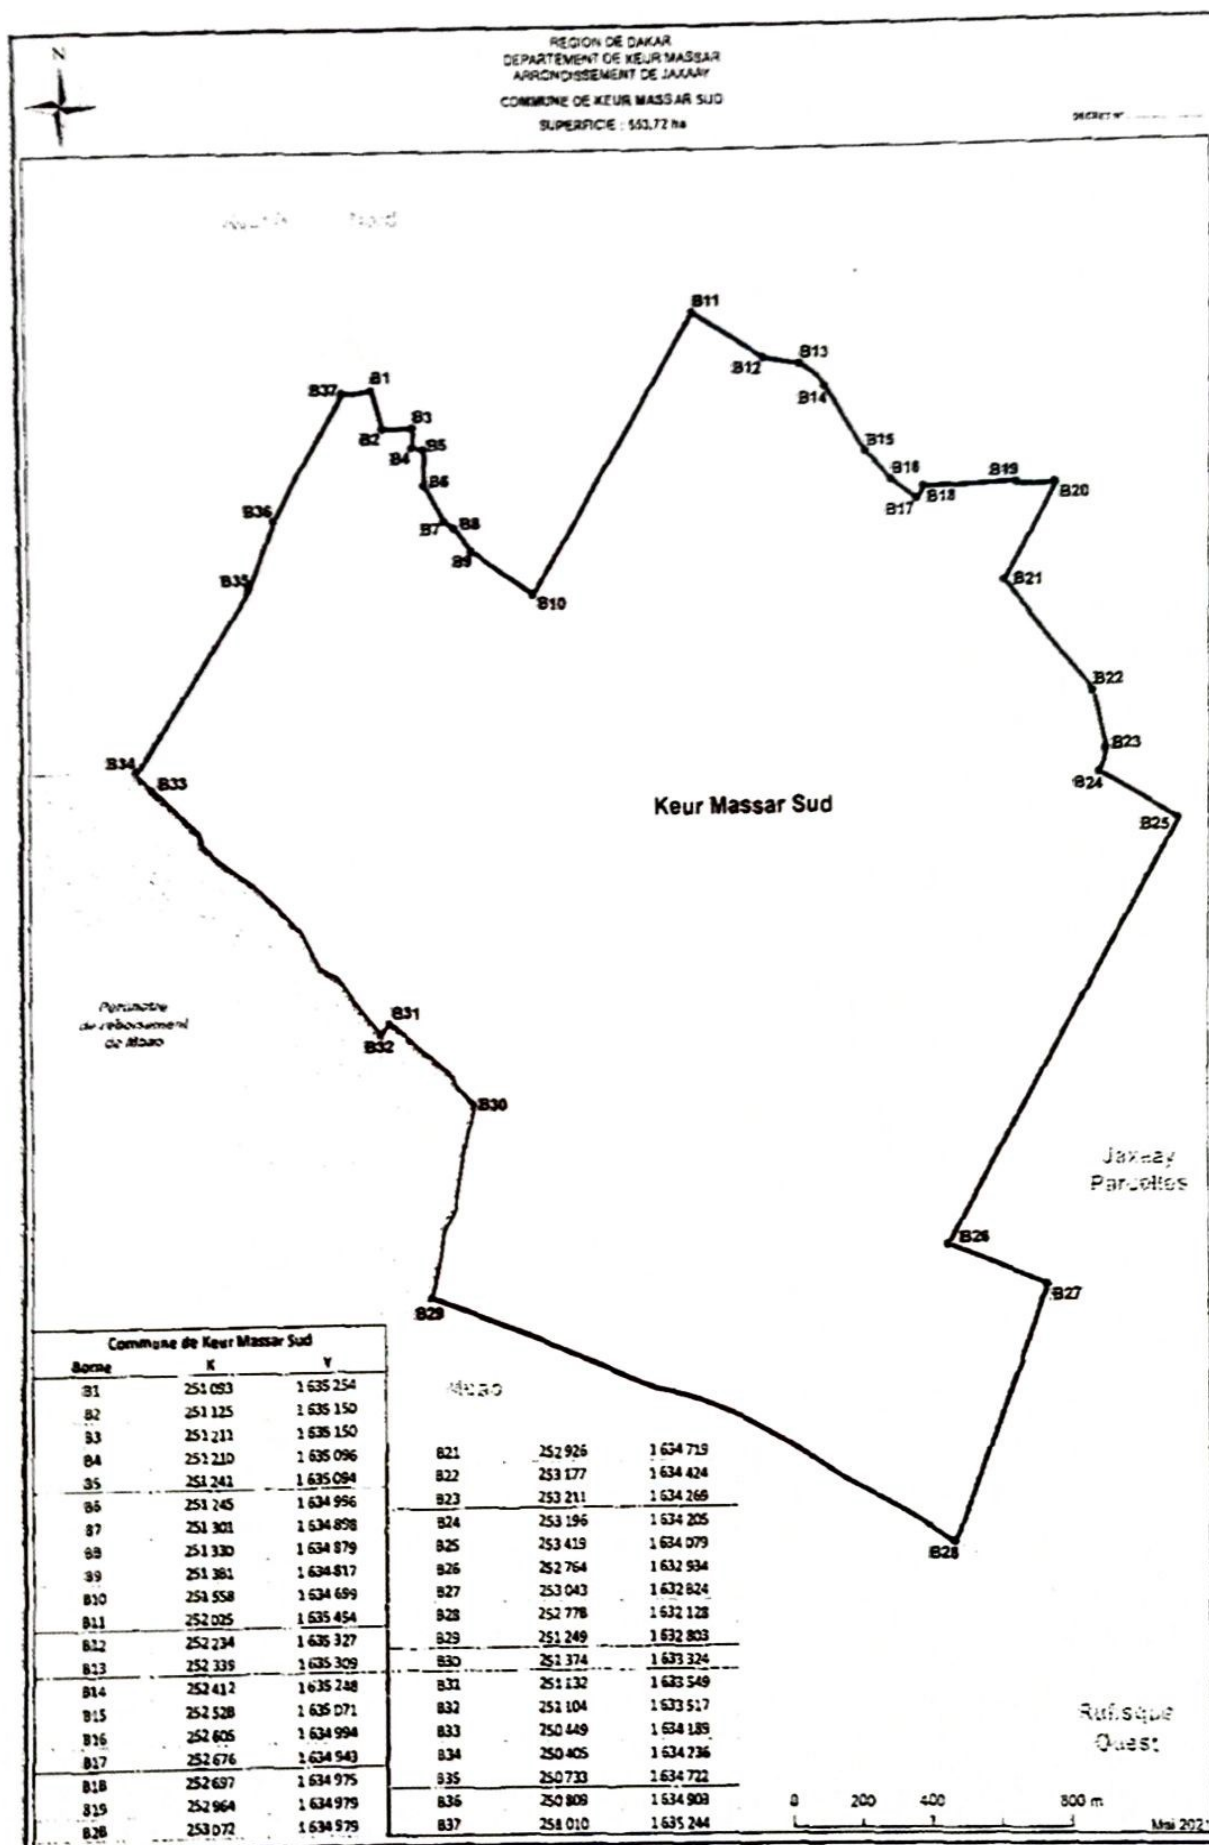 N
REGION DE DAKAR
DEPARTEMENT DE KEUR MASSAR
ARRONDISSEMENT DE JAXAAY
COMMUNE DE KEUR MASSAR SUD
SUPERFICIE : 553,72 ha
DECRET N°
Nord
B11
B12
B13
B14
B37
B1
B2
B3
B4
B5
B6
B7
B8
B9
B10
B15
B16
B17
B18
B19
B20
B21
B36
B35
B22
B23
B24
B25
B34
B33
Keur Massar Sud
Perimetre
de reboisement
de Mbao
B31
B32
B30
Jaxaay
Parcelles
B26
B27
B29
B28
Mbao
Rufisque
Ouest
Commune de Keur Massar Sud
Borne X Y
B1 251 093 1 635 254
B2 251 125 1 635 150
B3 251 211 1 635 150
B4 251 210 1 635 096
B5 251 241 1 635 094
B6 251 245 1 634 996
B7 251 301 1 634 898
B8 251 330 1 634 879
B9 251 381 1 634 817
B10 251 558 1 634 699
B11 252 025 1 635 454
B12 252 234 1 635 327
B13 252 339 1 635 309
B14 252 412 1 635 248
B15 252 528 1 635 071
B16 252 605 1 634 994
B17 252 676 1 634 943
B18 252 697 1 634 975
B19 252 964 1 634 979
B20 253 072 1 634 979
B21 252 926 1 634 719
B22 253 177 1 634 424
B23 253 211 1 634 269
B24 253 196 1 634 205
B25 253 419 1 634 079
B26 252 764 1 632 934
B27 253 043 1 632 824
B28 252 778 1 632 128
B29 251 249 1 632 803
B30 251 374 1 633 324
B31 251 132 1 633 549
B32 251 104 1 633 517
B33 250 449 1 634 189
B34 250 405 1 634 236
B35 250 733 1 634 722
B36 250 809 1 634 903
B37 251 010 1 635 244
0 200 400 800 m
Mai 202